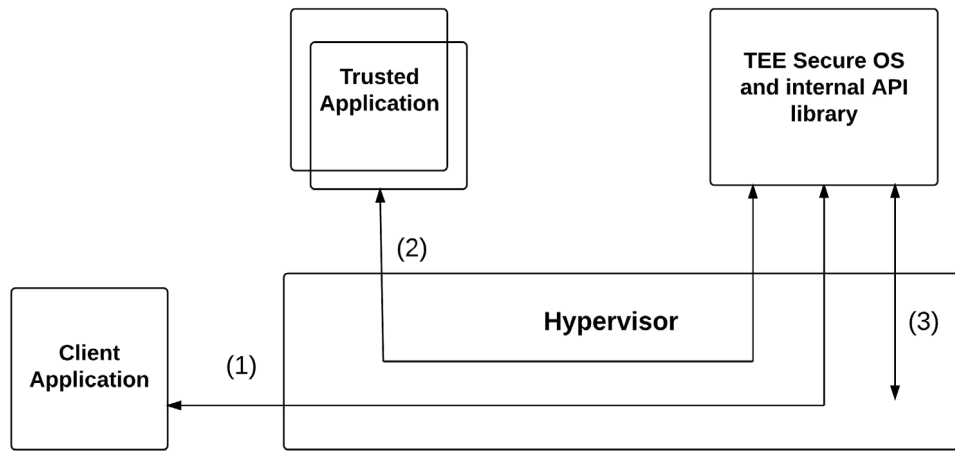 Trusted
Application
TEE Secure OS
and internal API
library
(2)
Hypervisor
(3)
Client
Application
(1)